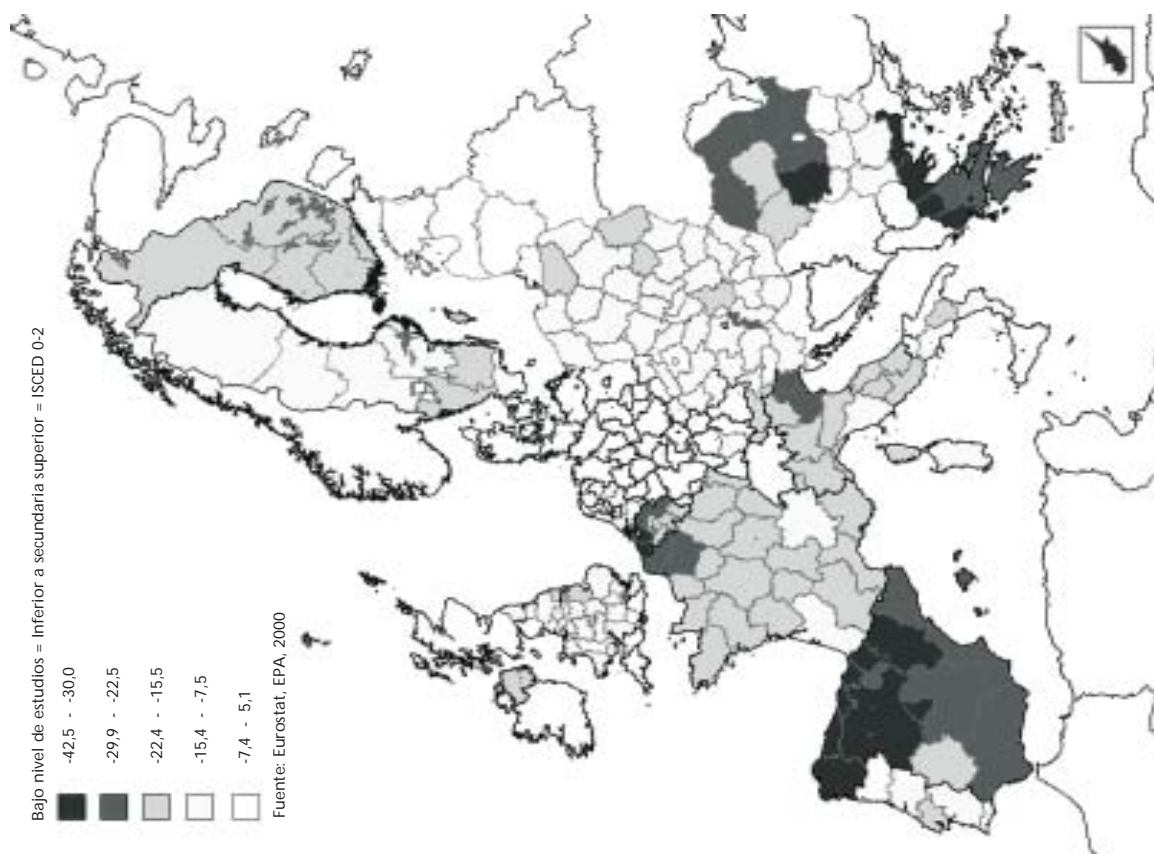 Bajo nivel de estudios = Inferior a secundaria superior = ISCED 0-2
-42,5 - -30,0
-29,9 - -22,5
-22,4 - -15,5
-15,4 - -7,5
-7,4 - 5,1
Fuente: Eurostat, EPA, 2000